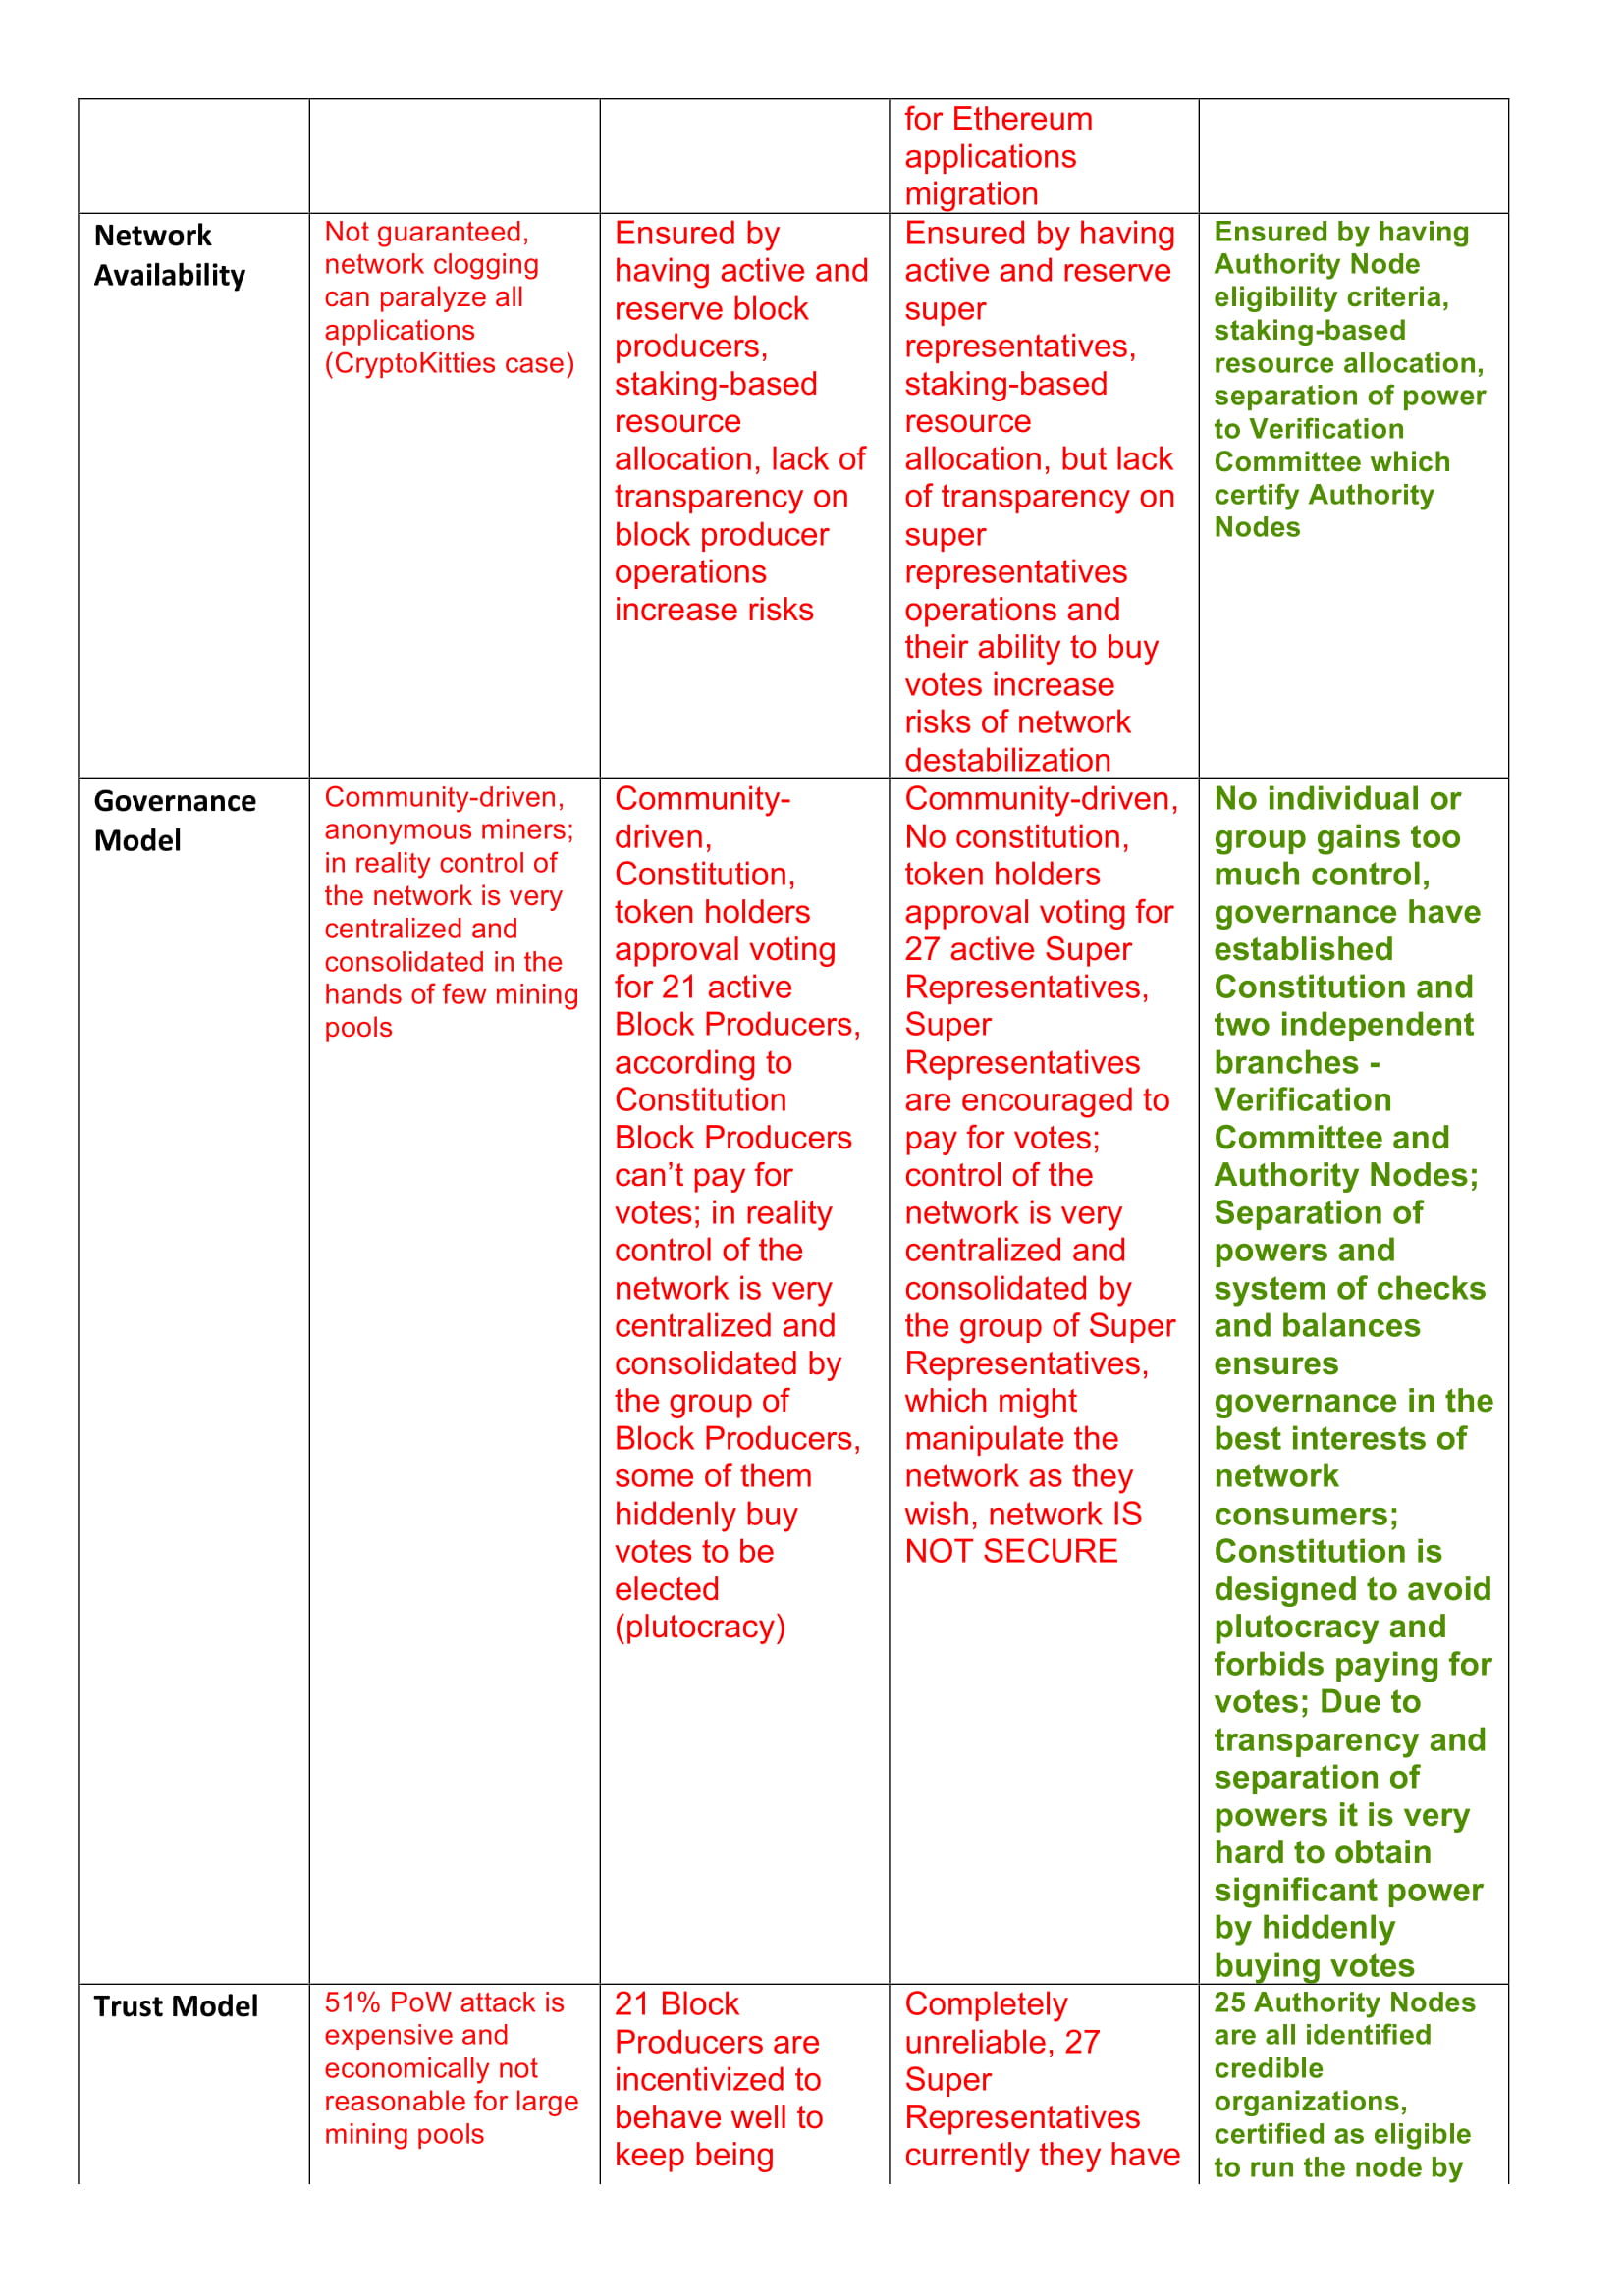 for Ethereum
applications
migration
Network
Availability
Not guaranteed,
network clogging
can paralyze all
applications
(CryptoKitties case)
Ensured by
having active and
reserve block
producers,
staking-based
resource
allocation, lack of
transparency on
block producer
operations
increase risks
Ensured by having
active and reserve
super
representatives,
staking-based
resource
allocation, but lack
of transparency on
super
representatives
operations and
their ability to buy
votes increase
risks of network
destabilization
Ensured by having
Authority Node
eligibility criteria,
staking-based
resource allocation,
separation of power
to Verification
Committee which
certify Authority
Nodes
Governance
Model
Community-driven,
anonymous miners;
in reality control of
the network is very
centralized and
consolidated in the
hands of few mining
pools
Community-
driven,
Constitution,
token holders
approval voting
for 21 active
Block Producers,
according to
Constitution
Block Producers
can’t pay for
votes; in reality
control of the
network is very
centralized and
consolidated by
the group of
Block Producers,
some of them
hiddenly buy
votes to be
elected
(plutocracy)
Community-driven,
No constitution,
token holders
approval voting for
27 active Super
Representatives,
Super
Representatives
are encouraged to
pay for votes;
control of the
network is very
centralized and
consolidated by
the group of Super
Representatives,
which might
manipulate the
network as they
wish, network IS
NOT SECURE
No individual or
group gains too
much control,
governance have
established
Constitution and
two independent
branches -
Verification
Committee and
Authority Nodes;
Separation of
powers and
system of checks
and balances
ensures
governance in the
best interests of
network
consumers;
Constitution is
designed to avoid
plutocracy and
forbids paying for
votes; Due to
transparency and
separation of
powers it is very
hard to obtain
significant power
by hiddenly
buying votes
Trust Model
51% PoW attack is
expensive and
economically not
reasonable for large
mining pools
21 Block
Producers are
incentivized to
behave well to
keep being
Completely
unreliable, 27
Super
Representatives
currently they have
25 Authority Nodes
are all identified
credible
organizations,
certified as eligible
to run the node by